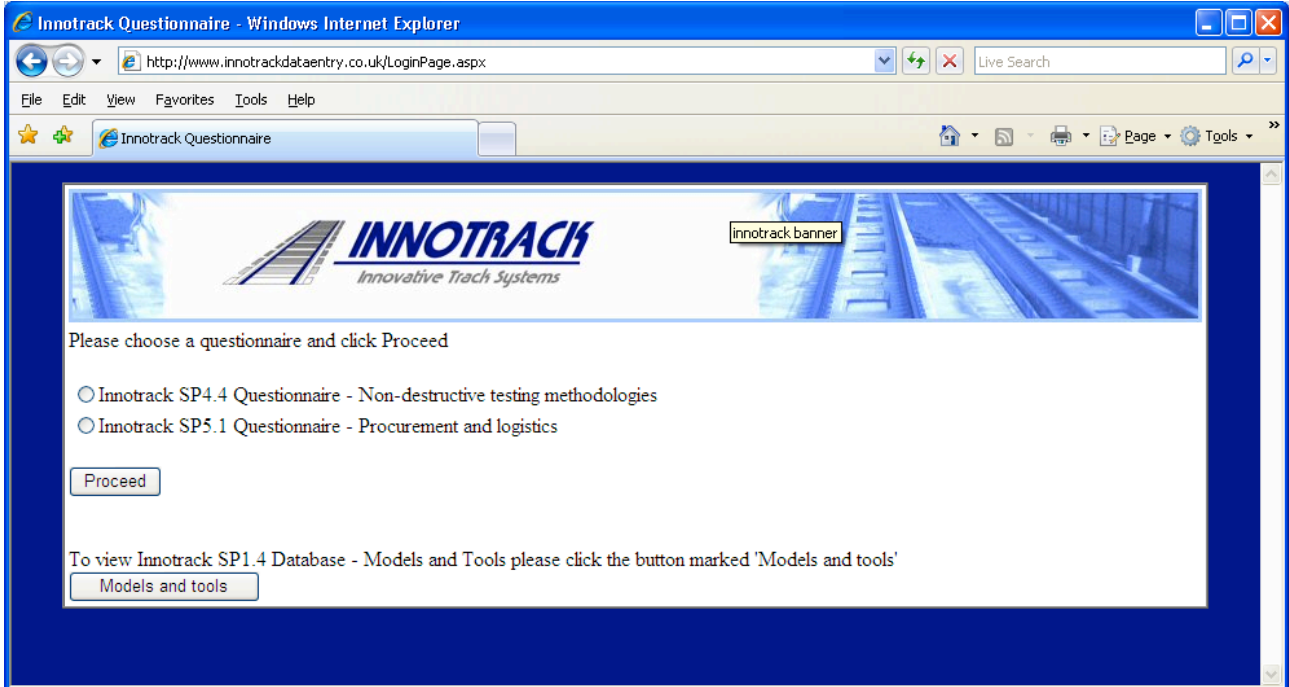 Innotrack Questionnaire - Windows Internet Explorer
http://www.innotrackdataentry.co.uk/LoginPage.aspx
Live Search
File Edit View Favorites Tools Help
Innotrack Questionnaire
Page Tools »
INNOTRACK
Innovative Track Systems
innotrack banner
Please choose a questionnaire and click Proceed
Innotrack SP4.4 Questionnaire - Non-destructive testing methodologies
Innotrack SP5.1 Questionnaire - Procurement and logistics
Proceed
To view Innotrack SP1.4 Database - Models and Tools please click the button marked 'Models and tools'
Models and tools